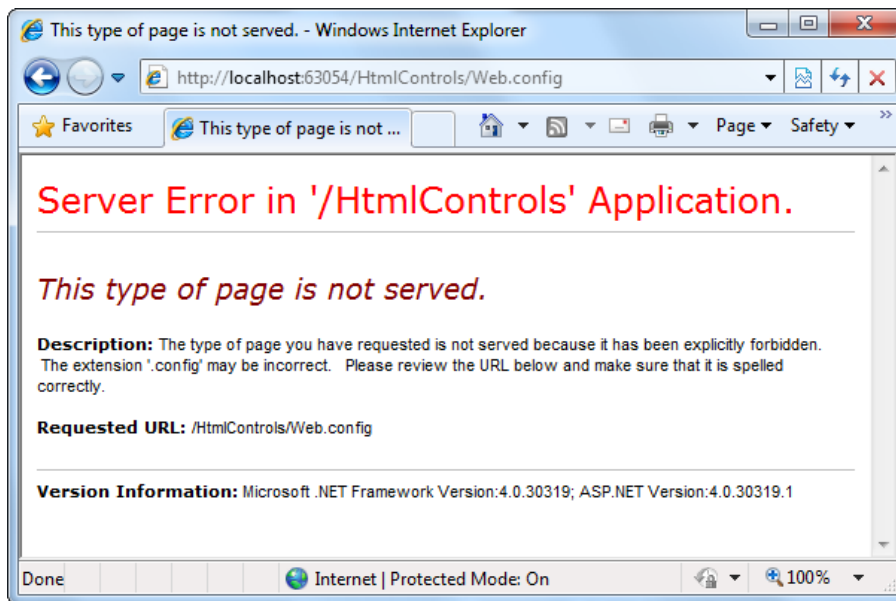 This type of page is not served. - Windows Internet Explorer
http://localhost:63054/HtmlControls/Web.config
Favorites
This type of page is not ...
Page
Safety
»
Server Error in '/HtmlControls' Application.
This type of page is not served.
Description: The type of page you have requested is not served because it has been explicitly forbidden.
The extension '.config' may be incorrect.   Please review the URL below and make sure that it is spelled
correctly.
Requested URL: /HtmlControls/Web.config
Version Information: Microsoft .NET Framework Version:4.0.30319; ASP.NET Version:4.0.30319.1
Done
Internet | Protected Mode: On
100%